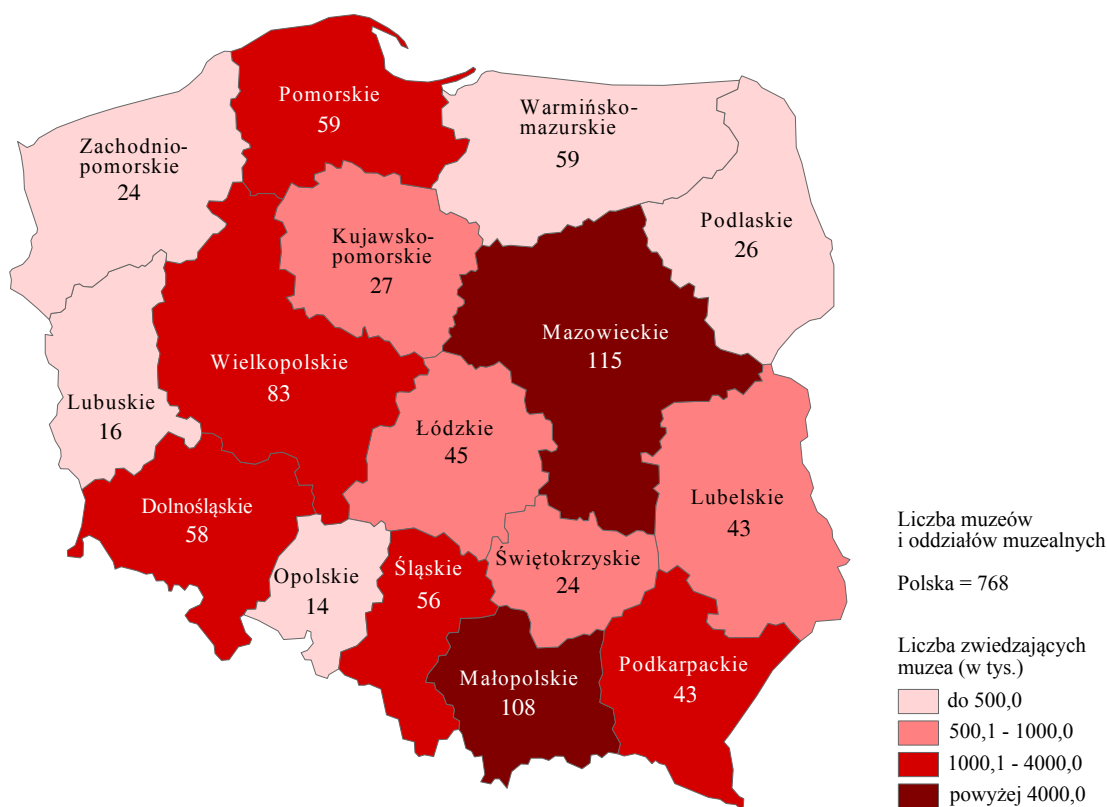 Pomorskie
59
Warmińsko-
mazurskie
59
Zachodnio-
pomorskie
24
Podlaskie
26
Kujawsko-
pomorskie
27
Mazowieckie
115
Wielkopolskie
83
Lubuskie
16
Łódzkie
45
Lubelskie
43
Dolnośląskie
58
Świętokrzyskie
24
Śląskie
56
Opolskie
14
Podkarpackie
43
Małopolskie
108
Liczba muzeów
i oddziałów muzealnych
Polska = 768
Liczba zwiedzających
muzea (w tys.)
do 500,0
500,1 - 1000,0
1000,1 - 4000,0
powyżej 4000,0